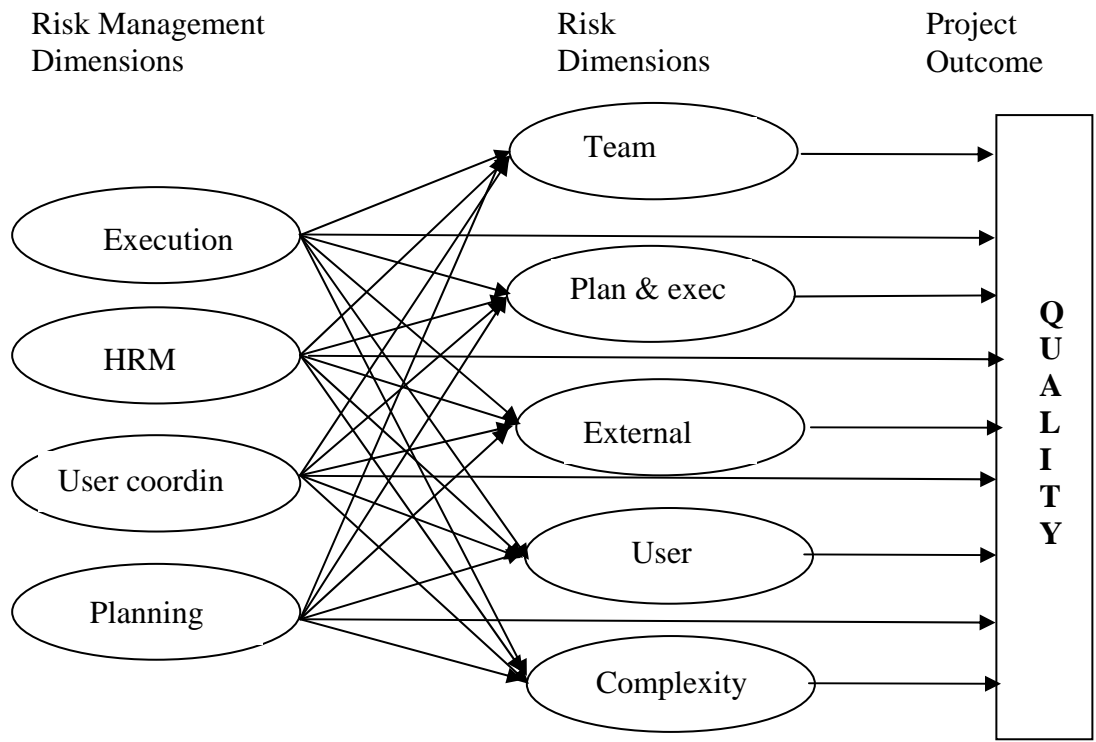 Risk Management
Dimensions
Risk
Dimensions
Project
Outcome
Execution
HRM
User coordin
Planning
Team
Plan & exec
External
User
Complexity
Q
U
A
L
I
T
Y